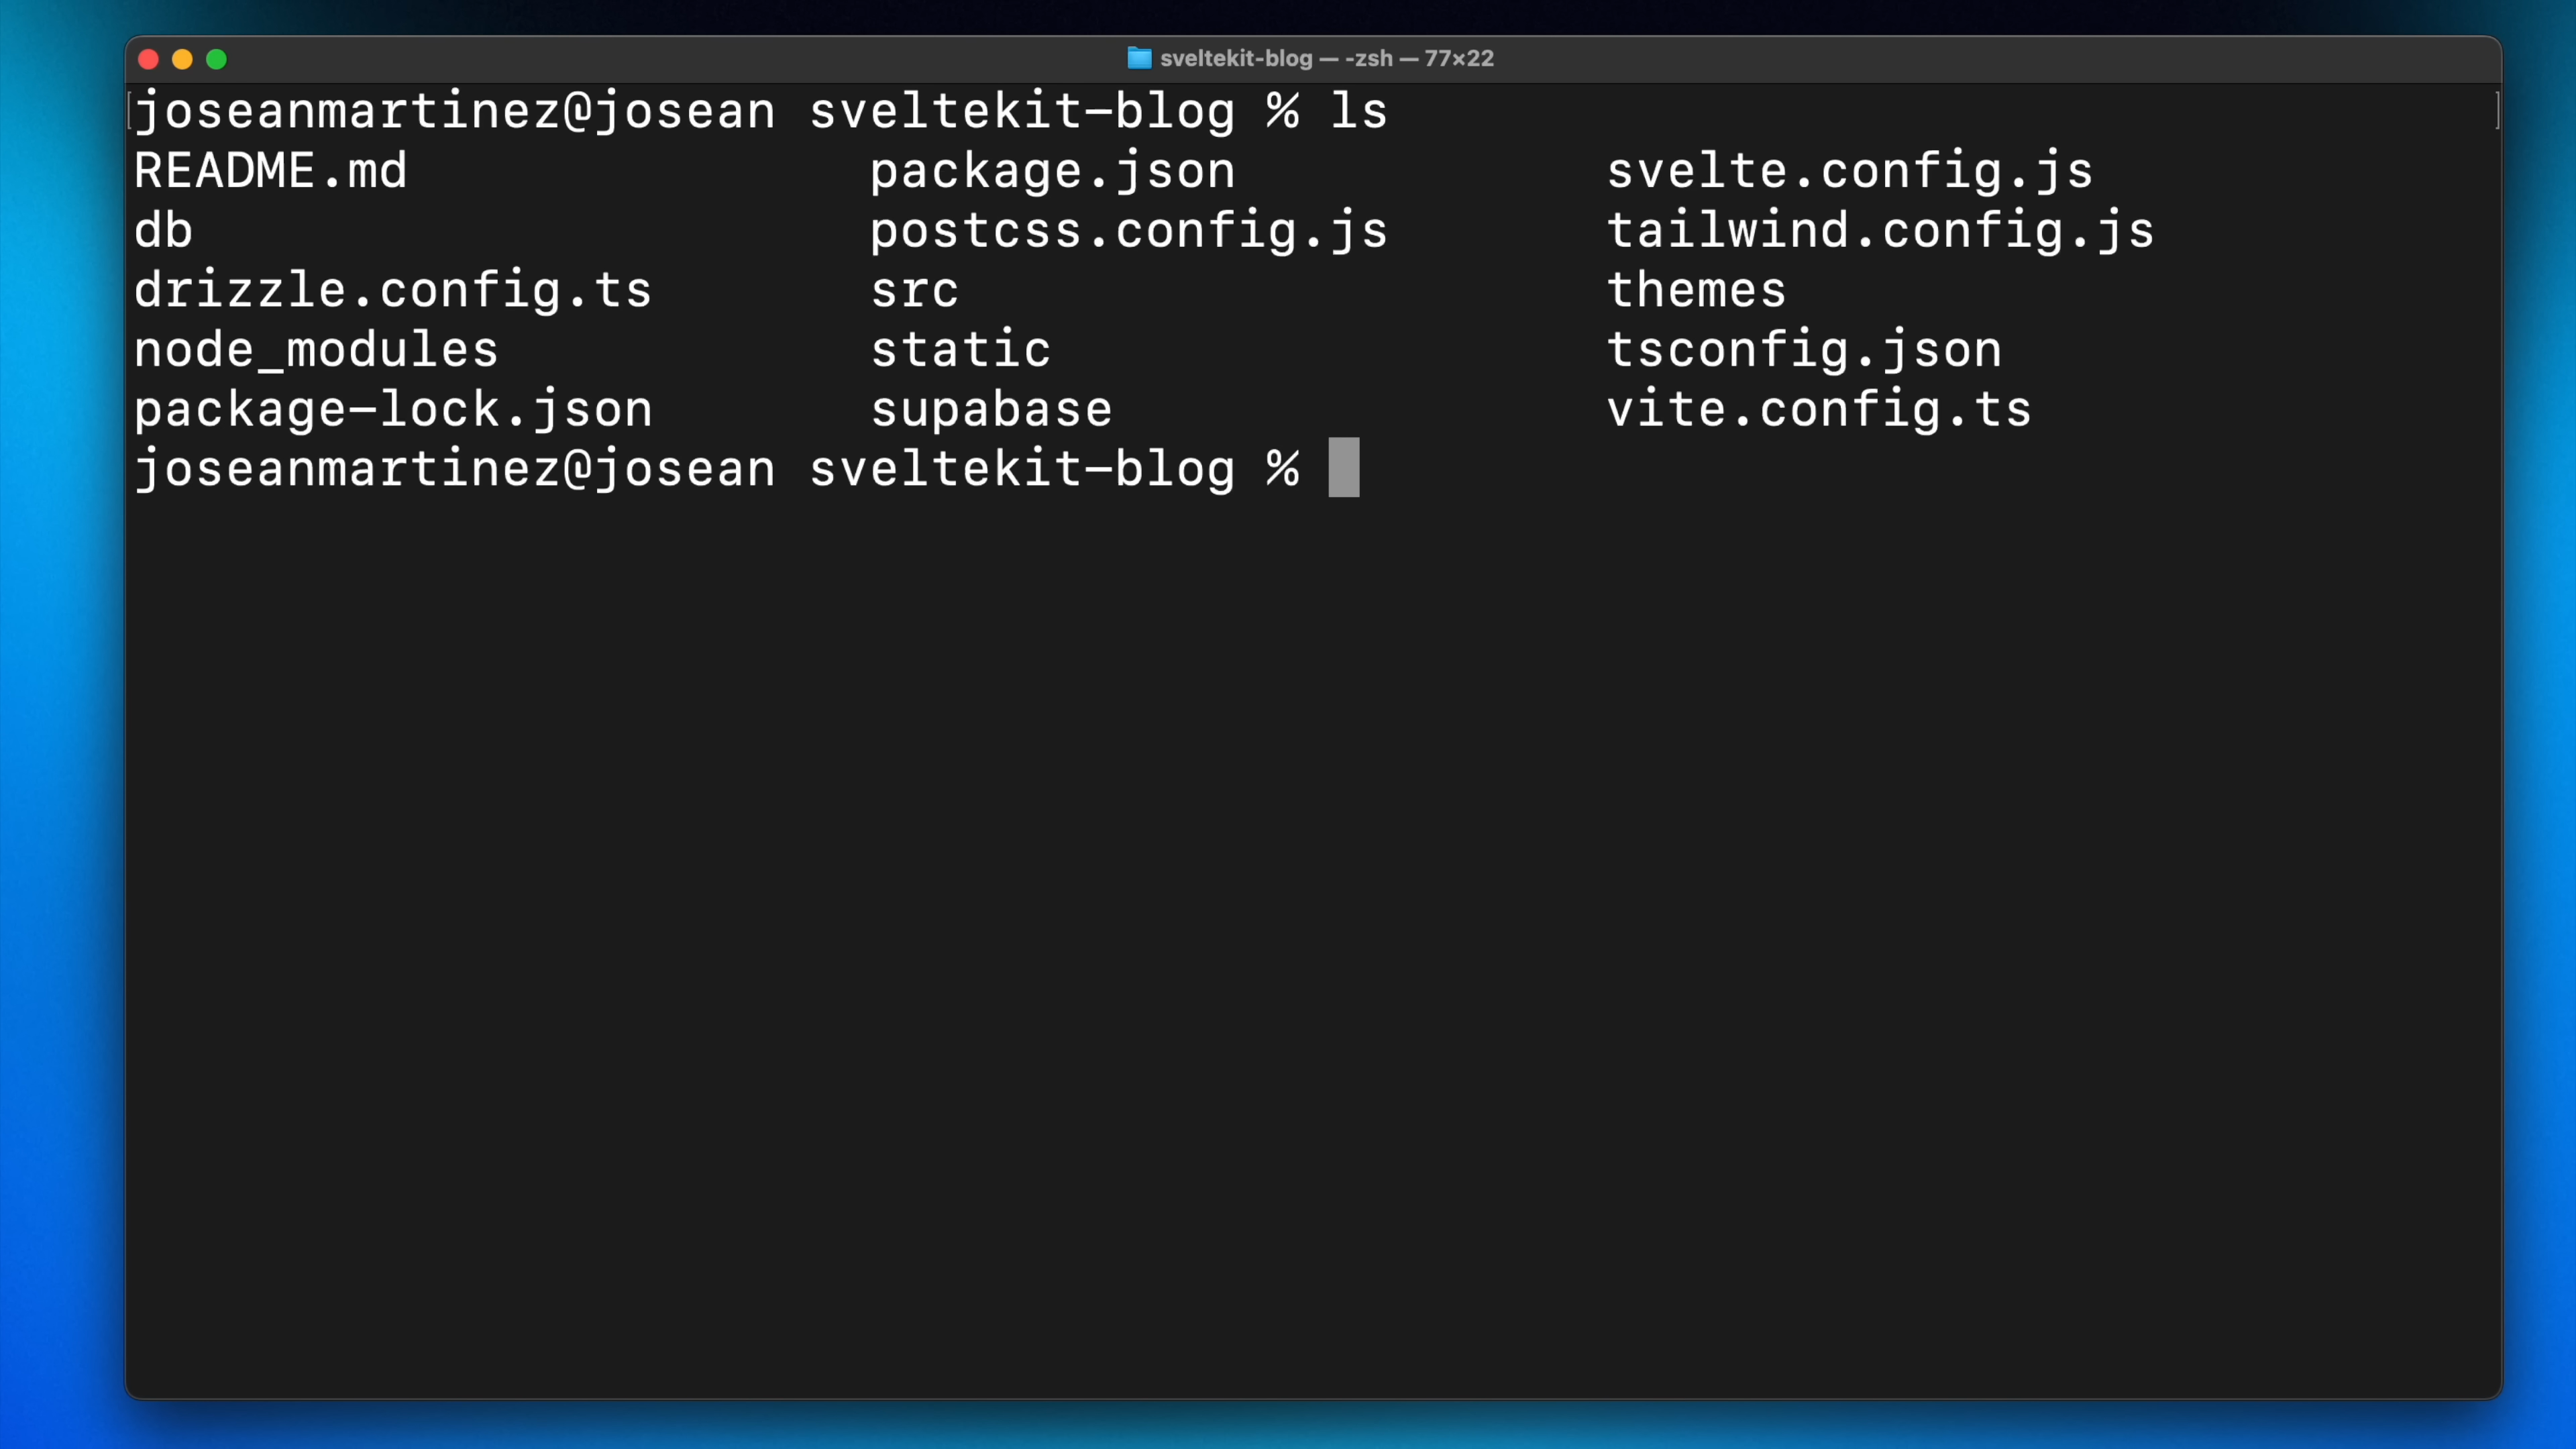 sveltekit-blog — -zsh — 77×22
joseanmartinez@josean sveltekit-blog % ls
README.md package.json svelte.config.js
db postcss.config.js tailwind.config.js
drizzle.config.ts src themes
node_modules static tsconfig.json
package-lock.json supabase vite.config.ts
joseanmartinez@josean sveltekit-blog %